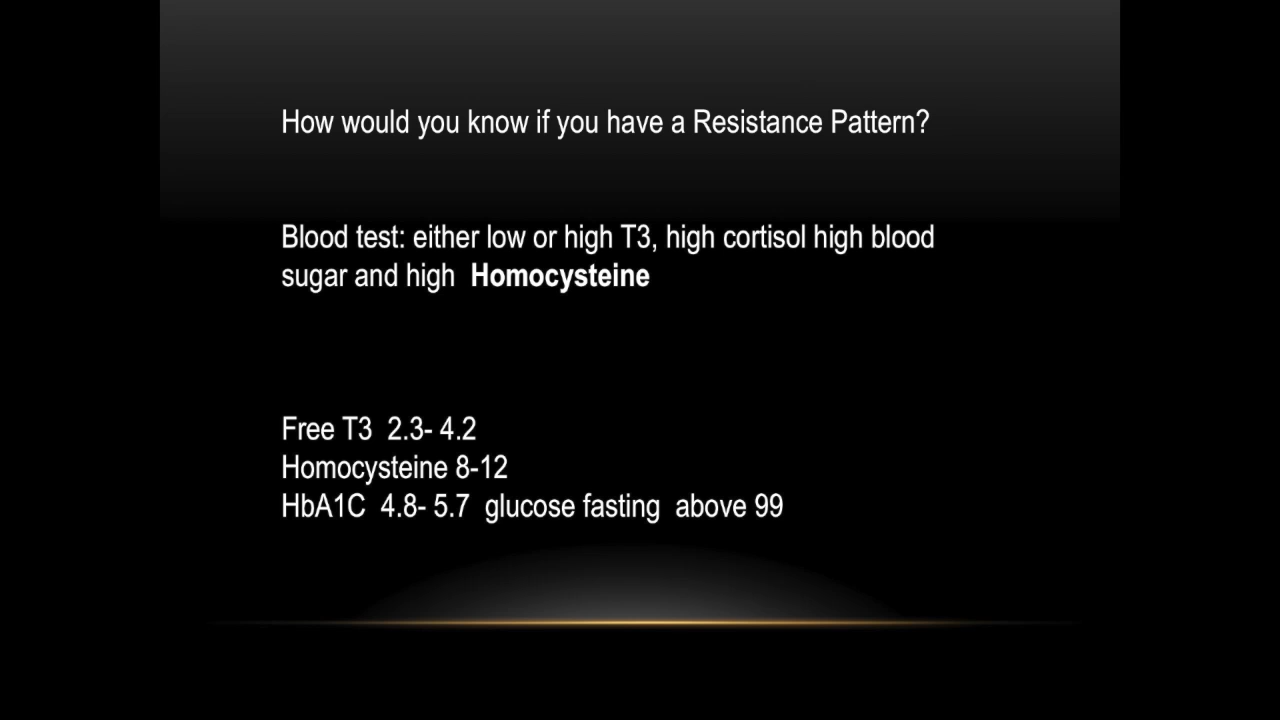 How would you know if you have a Resistance Pattern?
Blood test: either low or high T3, high cortisol high blood
sugar and high  Homocysteine
Free T3  2.3- 4.2
Homocysteine 8-12
HbA1C  4.8- 5.7  glucose fasting  above 99